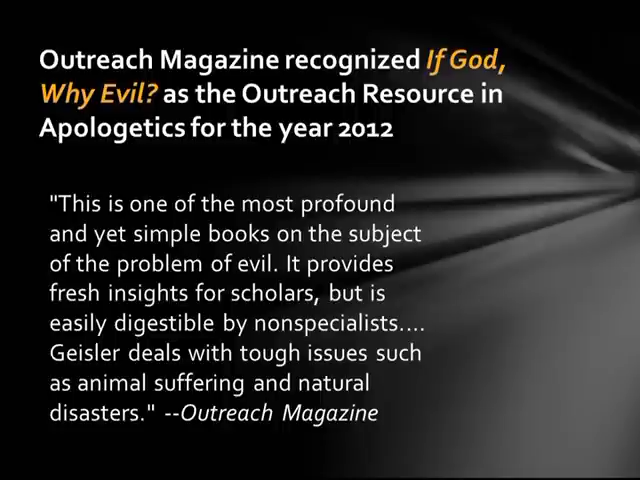 Outreach Magazine recognized If God,
Why Evil? as the Outreach Resource in
Apologetics for the year 2012
"This is one of the most profound
and yet simple books on the subject
of the problem of evil. It provides
fresh insights for scholars, but is
easily digestible by nonspecialists....
Geisler deals with tough issues such
as animal suffering and natural
disasters." --Outreach Magazine